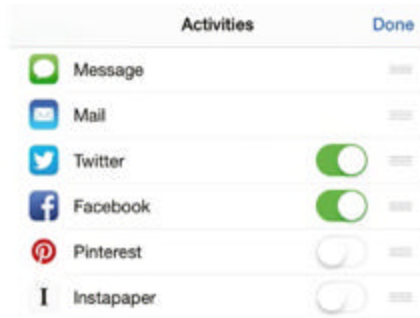 Activities Done
Message
Mail
Twitter
Facebook
Pinterest
Instapaper